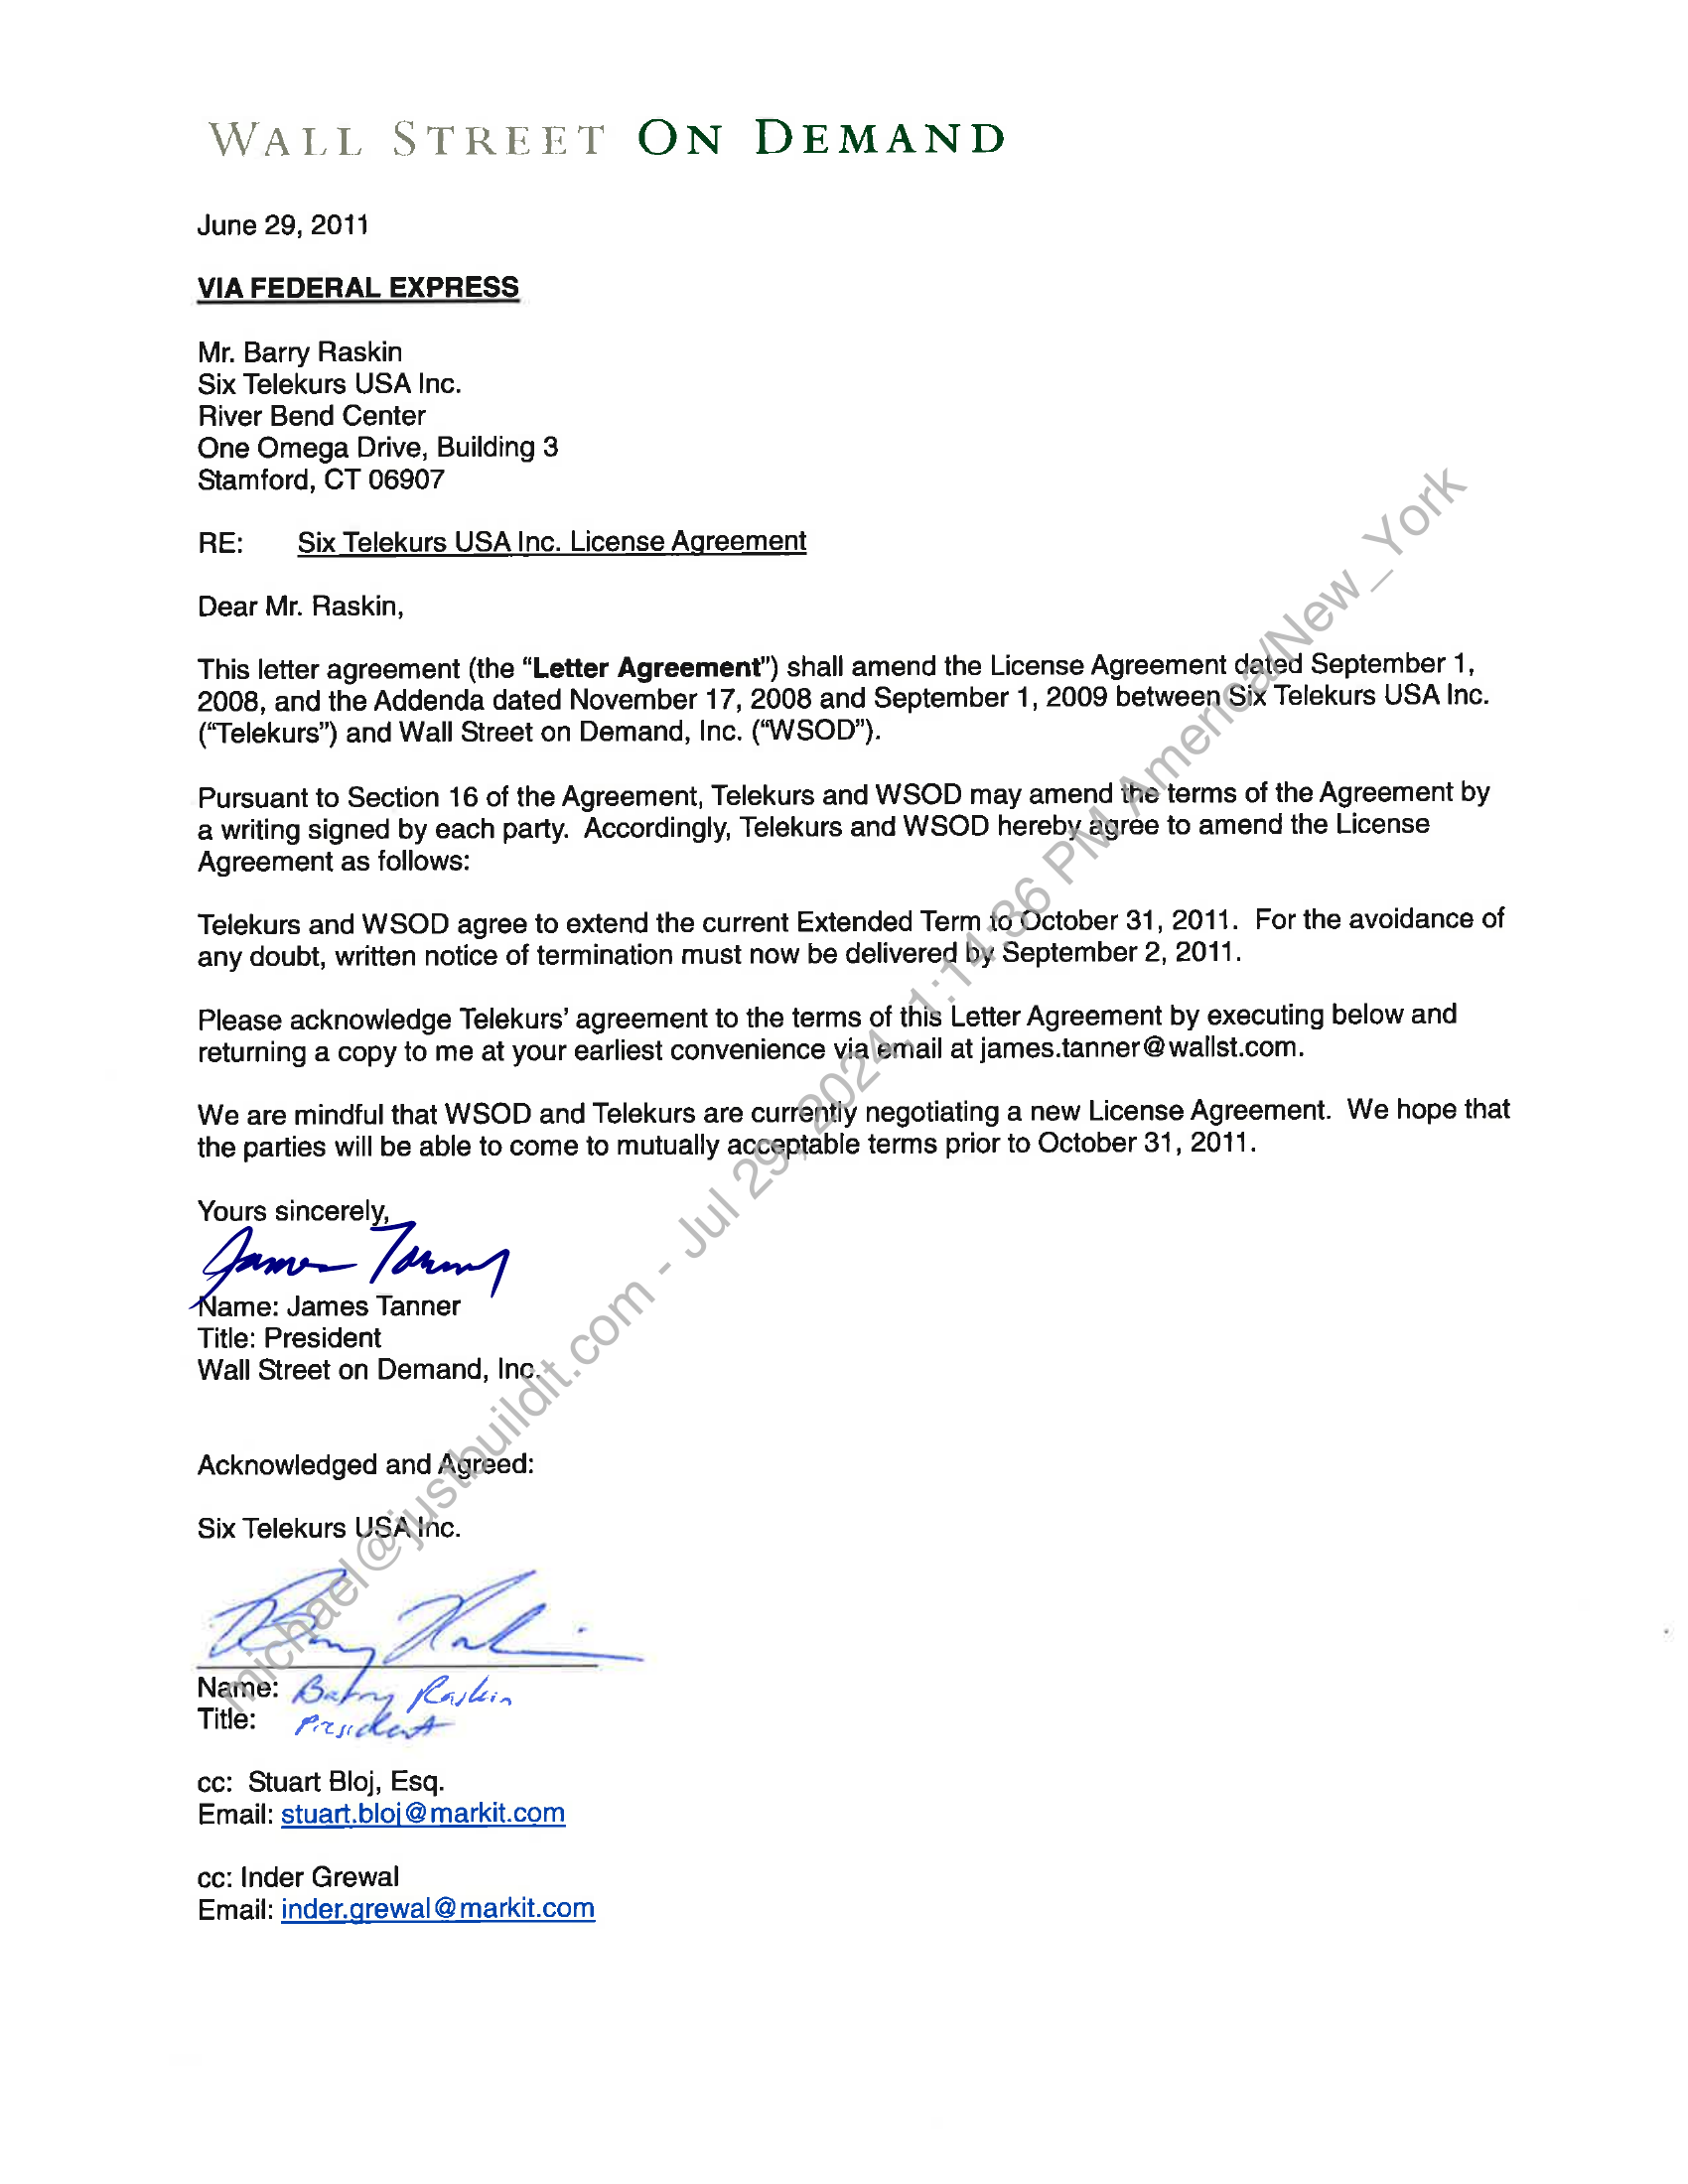 WALL STREET ON DEMAND
June 29, 2011
VIA FEDERAL EXPRESS
Mr. Barry Raskin
Six Telekurs USA Inc.
River Bend Center
One Omega Drive, Building 3
Stamford, CT 06907
RE: Six Telekurs USA Inc. License Agreement
Dear Mr. Raskin,
This letter agreement (the “Letter Agreement”) shall amend the License Agreement dated September 1,
2008, and the Addenda dated November 17, 2008 and September 1, 2009 between Six Telekurs USA Inc.
(“Telekurs”) and Wall Street on Demand, Inc. (“WSOD”).
Pursuant to Section 16 of the Agreement, Telekurs and WSOD may amend the terms of the Agreement by
a writing signed by each party. Accordingly, Telekurs and WSOD hereby agree to amend the License
Agreement as follows:
Telekurs and WSOD agree to extend the current Extended Term to October 31, 2011. For the avoidance of
any doubt, written notice of termination must now be delivered by September 2, 2011.
Please acknowledge Telekurs’ agreement to the terms of this Letter Agreement by executing below and
returning a copy to me at your earliest convenience via email at james.tanner@wallst.com.
We are mindful that WSOD and Telekurs are currently negotiating a new License Agreement. We hope that
the parties will be able to come to mutually acceptable terms prior to October 31, 2011.
Yours sincerely,
James Tanner
Name: James Tanner
Title: President
Wall Street on Demand, Inc.
Acknowledged and Agreed:
Six Telekurs USA Inc.
Name: Barry Raskin
Title: President
cc: Stuart Bloj, Esq.
Email: stuart.bloj@markit.com
cc: Inder Grewal
Email: inder.grewal@markit.com
michael@justbuildit.com - Jul 29, 2024, 1:14:36 PM America/New_York